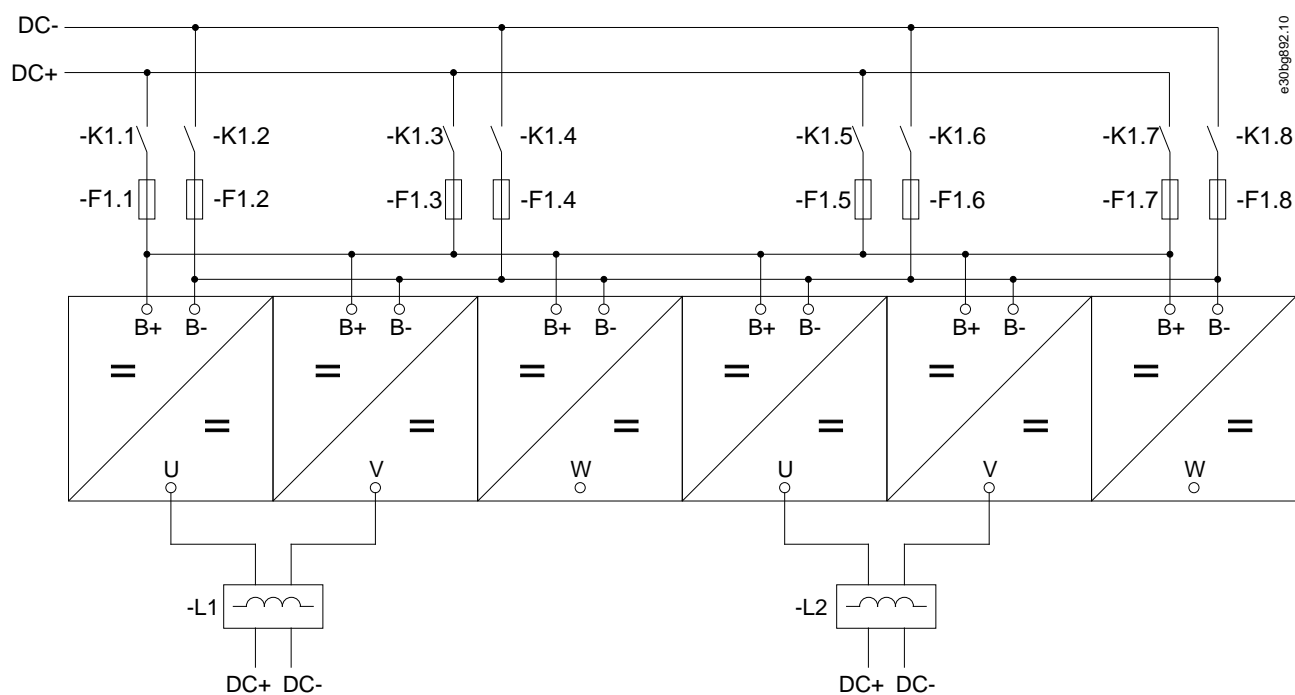 DC-
e30bg892.10
DC+
-K1.1 -K1.2 -K1.3 -K1.4 -K1.5 -K1.6 -K1.7 -K1.8
-F1.1 -F1.2 -F1.3 -F1.4 -F1.5 -F1.6 -F1.7 -F1.8
B+ B- B+ B- B+ B- B+ B- B+ B- B+ B-
= = = = = =
= = = = = =
U V W U V W
-L1 -L2
DC+ DC- DC+ DC-